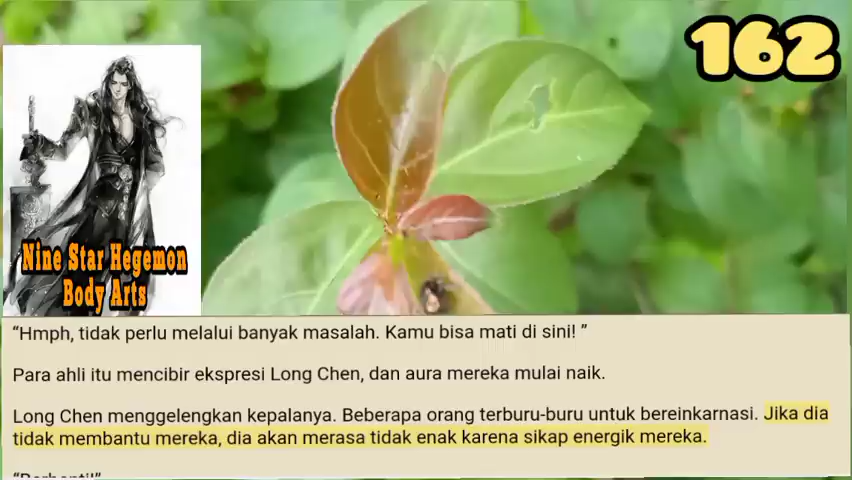 162
Nine Star Hegemon
Body Arts
“Hmph, tidak perlu melalui banyak masalah. Kamu bisa mati di sini! ”
Para ahli itu mencibir ekspresi Long Chen, dan aura mereka mulai naik.
Long Chen menggelengkan kepalanya. Beberapa orang terburu-buru untuk bereinkarnasi. Jika dia
tidak membantu mereka, dia akan merasa tidak enak karena sikap energik mereka.